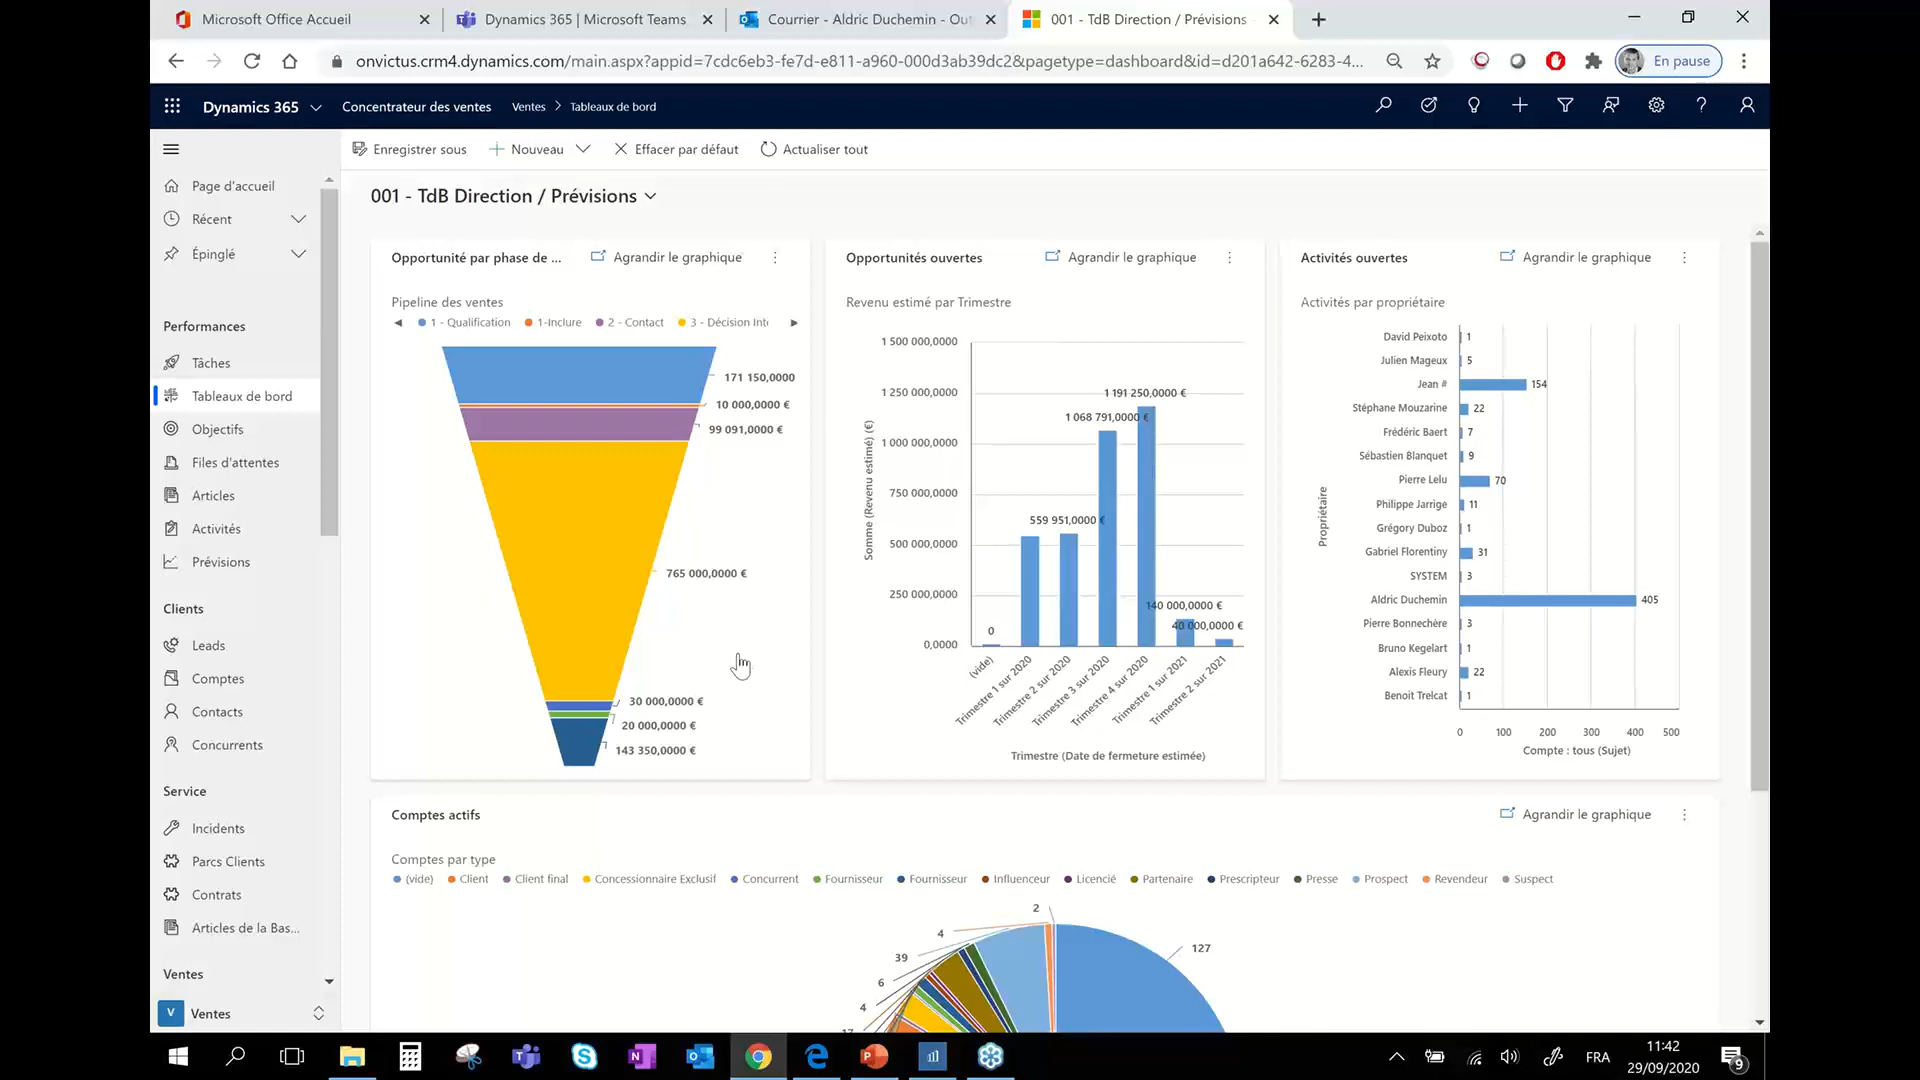 Microsoft Office Accueil
Dynamics 365 | Microsoft Teams
Courrier - Aldric Duchemin - Out
001 - TdB Direction / Prévisions
onvictus.crm4.dynamics.com/main.aspx?appid=7cdc6eb3-fe7d-e811-a960-000d3ab39dc2&pagetype=dashboard&id=d201a642-6283-4...
En pause
Dynamics 365
Concentrateur des ventes
Ventes > Tableaux de bord
Enregistrer sous
Nouveau
Effacer par défaut
Actualiser tout
Page d'accueil
Récent
Épinglé
Performances
Tâches
Tableaux de bord
Objectifs
Files d'attentes
Articles
Activités
Prévisions
Clients
Leads
Comptes
Contacts
Concurrents
Service
Incidents
Parcs Clients
Contrats
Articles de la Bas...
Ventes
V Ventes
001 - TdB Direction / Prévisions
Opportunité par phase de ...
Agrandir le graphique
Pipeline des ventes
1 - Qualification 1-Inclure 2 - Contact 3 - Décision Inte
171 150,0000
10 000,0000 €
99 091,0000 €
765 000,0000 €
30 000,0000 €
20 000,0000 €
143 350,0000 €
Opportunités ouvertes
Agrandir le graphique
Revenu estimé par Trimestre
Somme (Revenu estimé) (€)
1 500 000,0000
1 250 000,0000
1 000 000,0000
750 000,0000
500 000,0000
250 000,0000
0,0000
0
559 951,0000 €
1 068 791,0000 €
1 191 250,0000 €
140 000,0000 €
40 000,0000 €
(vide)
Trimestre 1 sur 2020
Trimestre 2 sur 2020
Trimestre 3 sur 2020
Trimestre 4 sur 2020
Trimestre 1 sur 2021
Trimestre 2 sur 2021
Trimestre (Date de fermeture estimée)
Activités ouvertes
Agrandir le graphique
Activités par propriétaire
Propriétaire
David Peixoto 1
Julien Mageux 5
Jean # 154
Stéphane Mouzarine 22
Frédéric Baert 7
Sébastien Blanquet 9
Pierre Lelu 70
Philippe Jarrige 11
Grégory Duboz 1
Gabriel Florentiny 31
SYSTEM 3
Aldric Duchemin 405
Pierre Bonnechère 3
Bruno Kegelart 1
Alexis Fleury 22
Benoit Trelcat 1
0 100 200 300 400 500
Compte : tous (Sujet)
Comptes actifs
Agrandir le graphique
Comptes par type
(vide) Client Client final Concessionnaire Exclusif Concurrent Fournisseur Fournisseur Influenceur Licencié Partenaire Prescripteur Presse Prospect Revendeur Suspect
2
4
39
6
4
127
FRA
11:42
29/09/2020
9